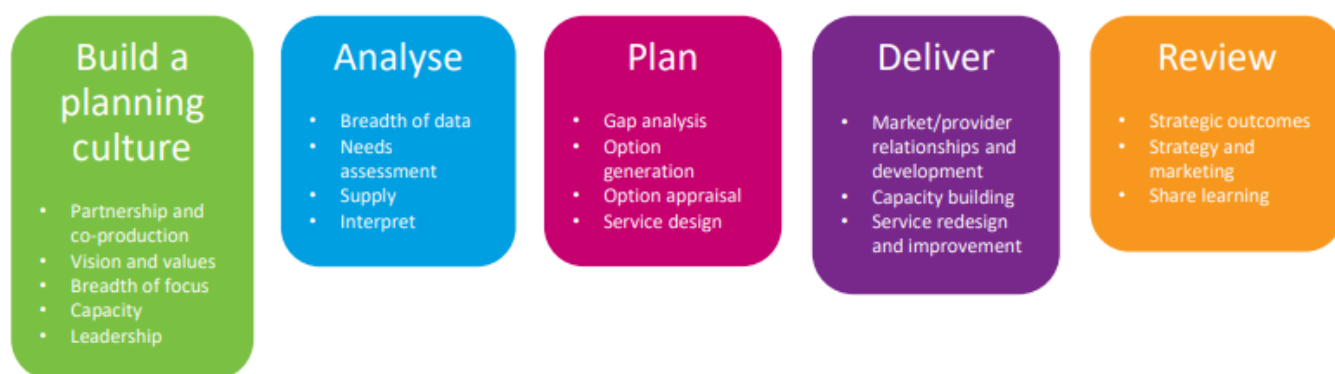 Build a
planning
culture
• Partnership and
co-production
• Vision and values
• Breadth of focus
• Capacity
• Leadership
Analyse
• Breadth of data
• Needs
assessment
• Supply
• Interpret
Plan
• Gap analysis
• Option
generation
• Option appraisal
• Service design
Deliver
• Market/provider
relationships and
development
• Capacity building
• Service redesign
and improvement
Review
• Strategic outcomes
• Strategy and
marketing
• Share learning